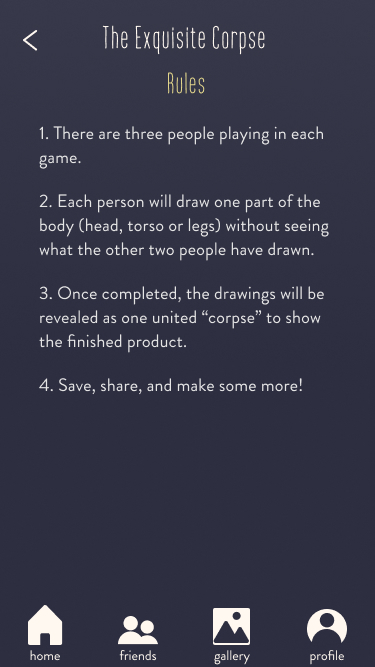 The Exquisite Corpse
Rules
1. There are three people playing in each
game.
2. Each person will draw one part of the
body (head, torso or legs) without seeing
what the other two people have drawn.
3. Once completed, the drawings will be
revealed as one united “corpse” to show
the finished product.
4. Save, share, and make some more!
home friends gallery profile